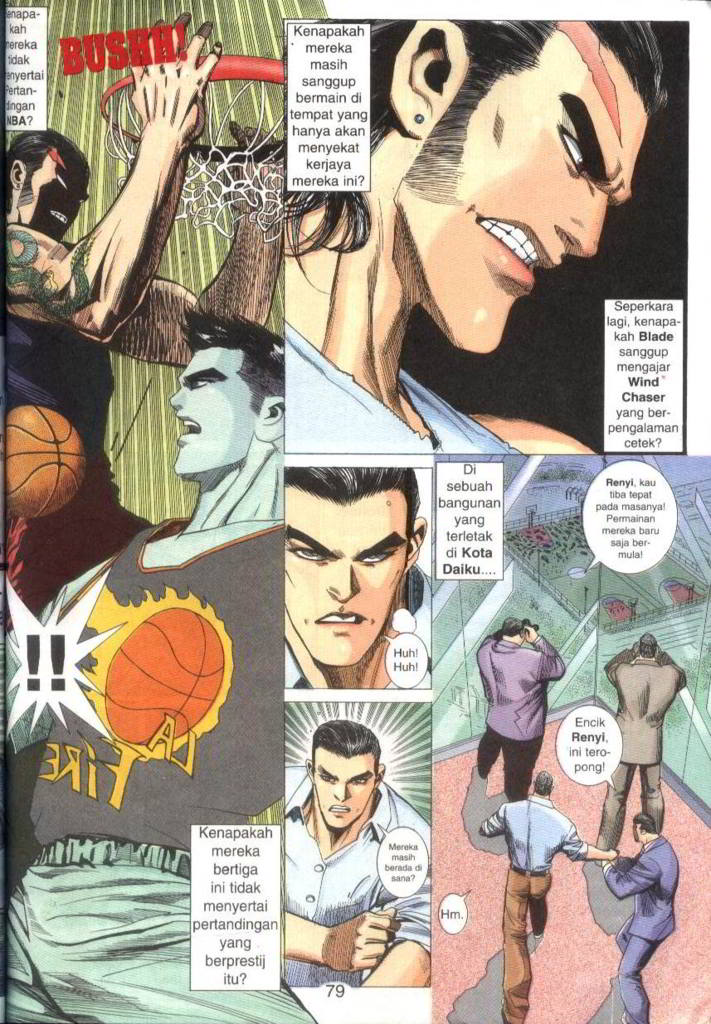 kah
mereka
tidak
dingan
NBA?
BUSHH!
Kenapakah
mereka
masih
sanggup
bermain di
tempat yang
hanya akan
menyekat
kerjaya
mereka ini?
Seperkara
lagi, kenapa-
kah Blade
sanggup
mengajar
Wind
Chaser
yang ber-
pengalaman
cetek?
!!
LA
FiRE
Kenapakah
mereka
bertiga
ini tidak
menyertai
pertandingan
yang
berprestij
itu?
Huh!
Huh!
Mereka
masih
berada di
sana?
Di
sebuah
bangunan
yang
terletak
di Kota
Daiku....
Renyi, kau
tiba tepat
pada masanya!
Permainan
mereka baru
saja ber-
mula!
Encik
Renyi,
ini tero-
pong!
Hm.
79